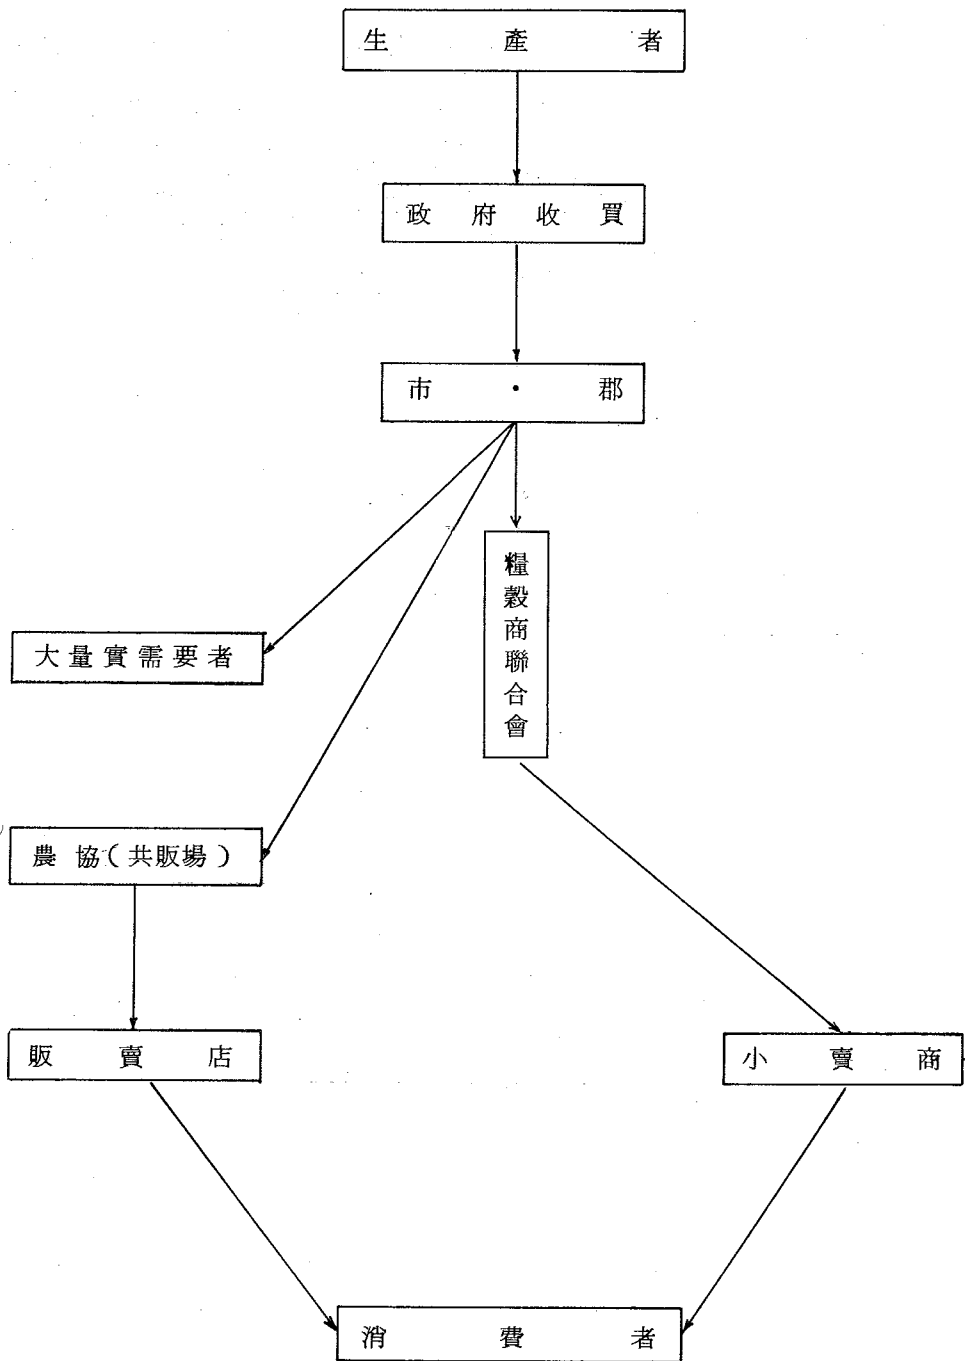 生產者
政府收買
市・郡
糧穀商聯合會
大量實需要者
農協(共販場)
販賣店
小賣商
消費者